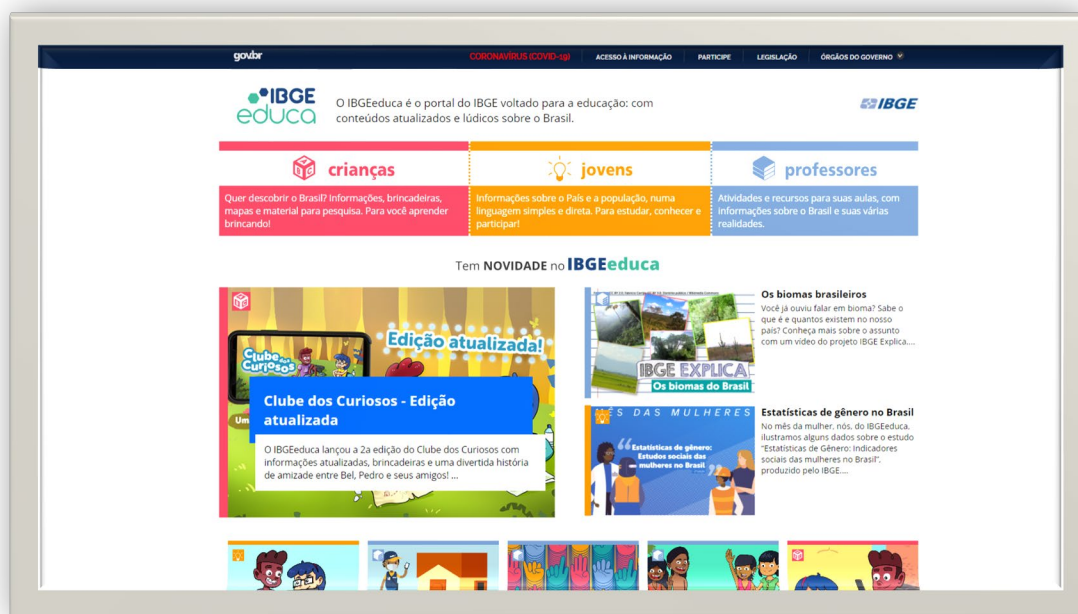 govbr
CORONAVÍRUS (COVID-19)
ACESSO À INFORMAÇÃO
PARTICIPE
LEGISLAÇÃO
ÓRGÃOS DO GOVERNO
IBGE
educa
O IBGEeduca é o portal do IBGE voltado para a educação: com
conteúdos atualizados e lúdicos sobre o Brasil.
IBGE
crianças
Quer descobrir o Brasil? Informações, brincadeiras,
mapas e material para pesquisa. Para você aprender
brincando!
jovens
Informações sobre o País e a população, numa
linguagem simples e direta. Para estudar, conhecer e
participar!
professores
Atividades e recursos para suas aulas, com
informações sobre o Brasil e suas várias
realidades.
Tem NOVIDADE no IBGEeduca
Edição atualizada!
Clube dos
Curiosos
Um
Clube dos Curiosos - Edição
atualizada
O IBGEeduca lançou a 2a edição do Clube dos Curiosos com
informações atualizadas, brincadeiras e uma divertida história
de amizade entre Bel, Pedro e seus amigos! ...
IBGE EXPLICA
Os biomas do Brasil
Os biomas brasileiros
Você já ouviu falar em bioma? Sabe o
que é e quantos existem no nosso
país? Conheça mais sobre o assunto
com um vídeo do projeto IBGE Explica....
MÊS DAS MULHERES
Estatísticas de gênero:
Estudos sociais das
mulheres no Brasil
Estatísticas de gênero no Brasil
No mês da mulher, nós, do IBGEeduca,
ilustramos alguns dados sobre o estudo
"Estatísticas de Gênero: Indicadores
sociais das mulheres no Brasil",
produzido pelo IBGE....